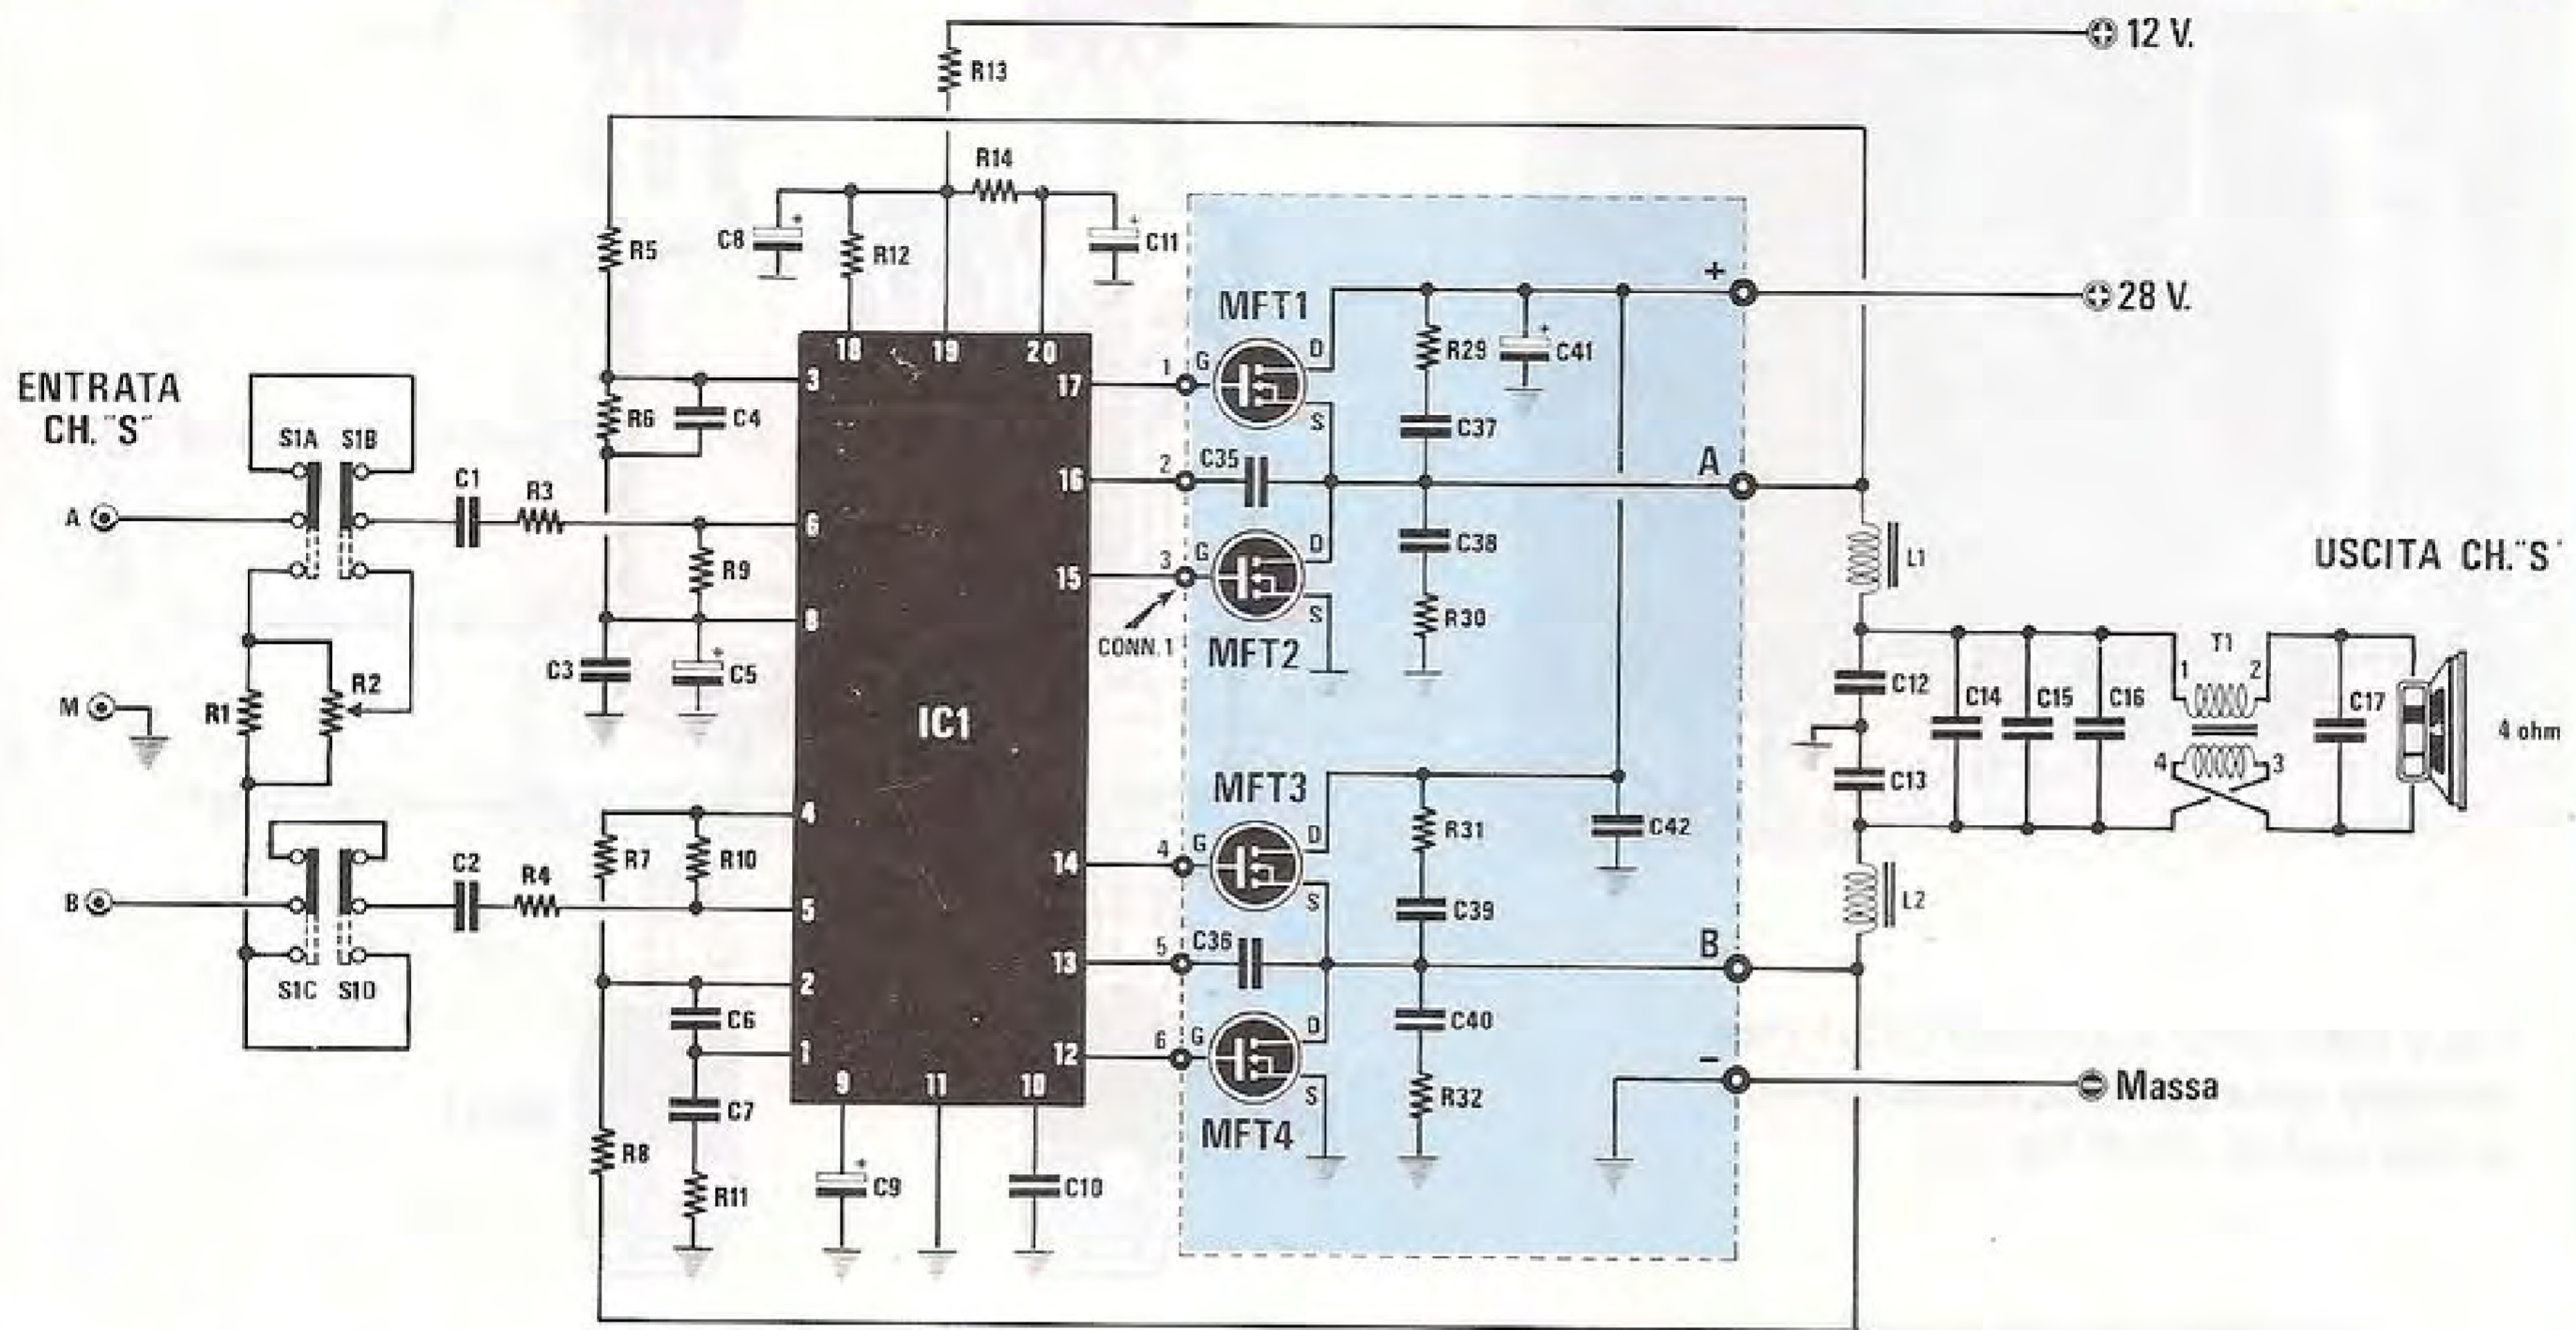 12 V.
R13
R14
C8
R12
C11
R5
18 19 20
+
28 V.
MFT1
R29
C41
1 G D S
ENTRATA
CH."S"
S1A S1B
3
17
R6
C4
C37
C1
R3
2
C35
16
A
A
6
R9
15
3 G D S
C38
R30
L1
USCITA CH."S"
8
CONN.1
MFT2
C3
C5
M
R1
R2
IC1
C12
C14
C15
C16
T1
1 2
4 3
C17
4 ohm
C13
MFT3
4
R7
R10
R31
C42
14
4 G D S
B
C2
R4
5
C39
L2
S1C S1D
13
5
C36
B
2
C6
C40
1
12
6 G D S
−
Massa
9 11 10
C7
R32
MFT4
R8
R11
C9
C10